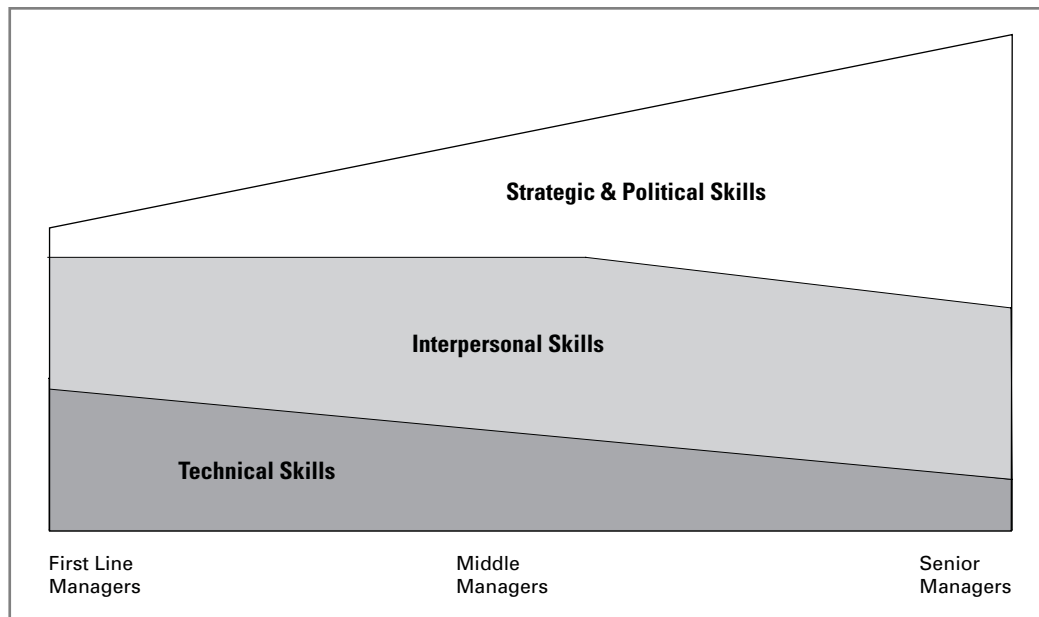 Strategic & Political Skills
Interpersonal Skills
Technical Skills
First Line
Managers
Middle
Managers
Senior
Managers